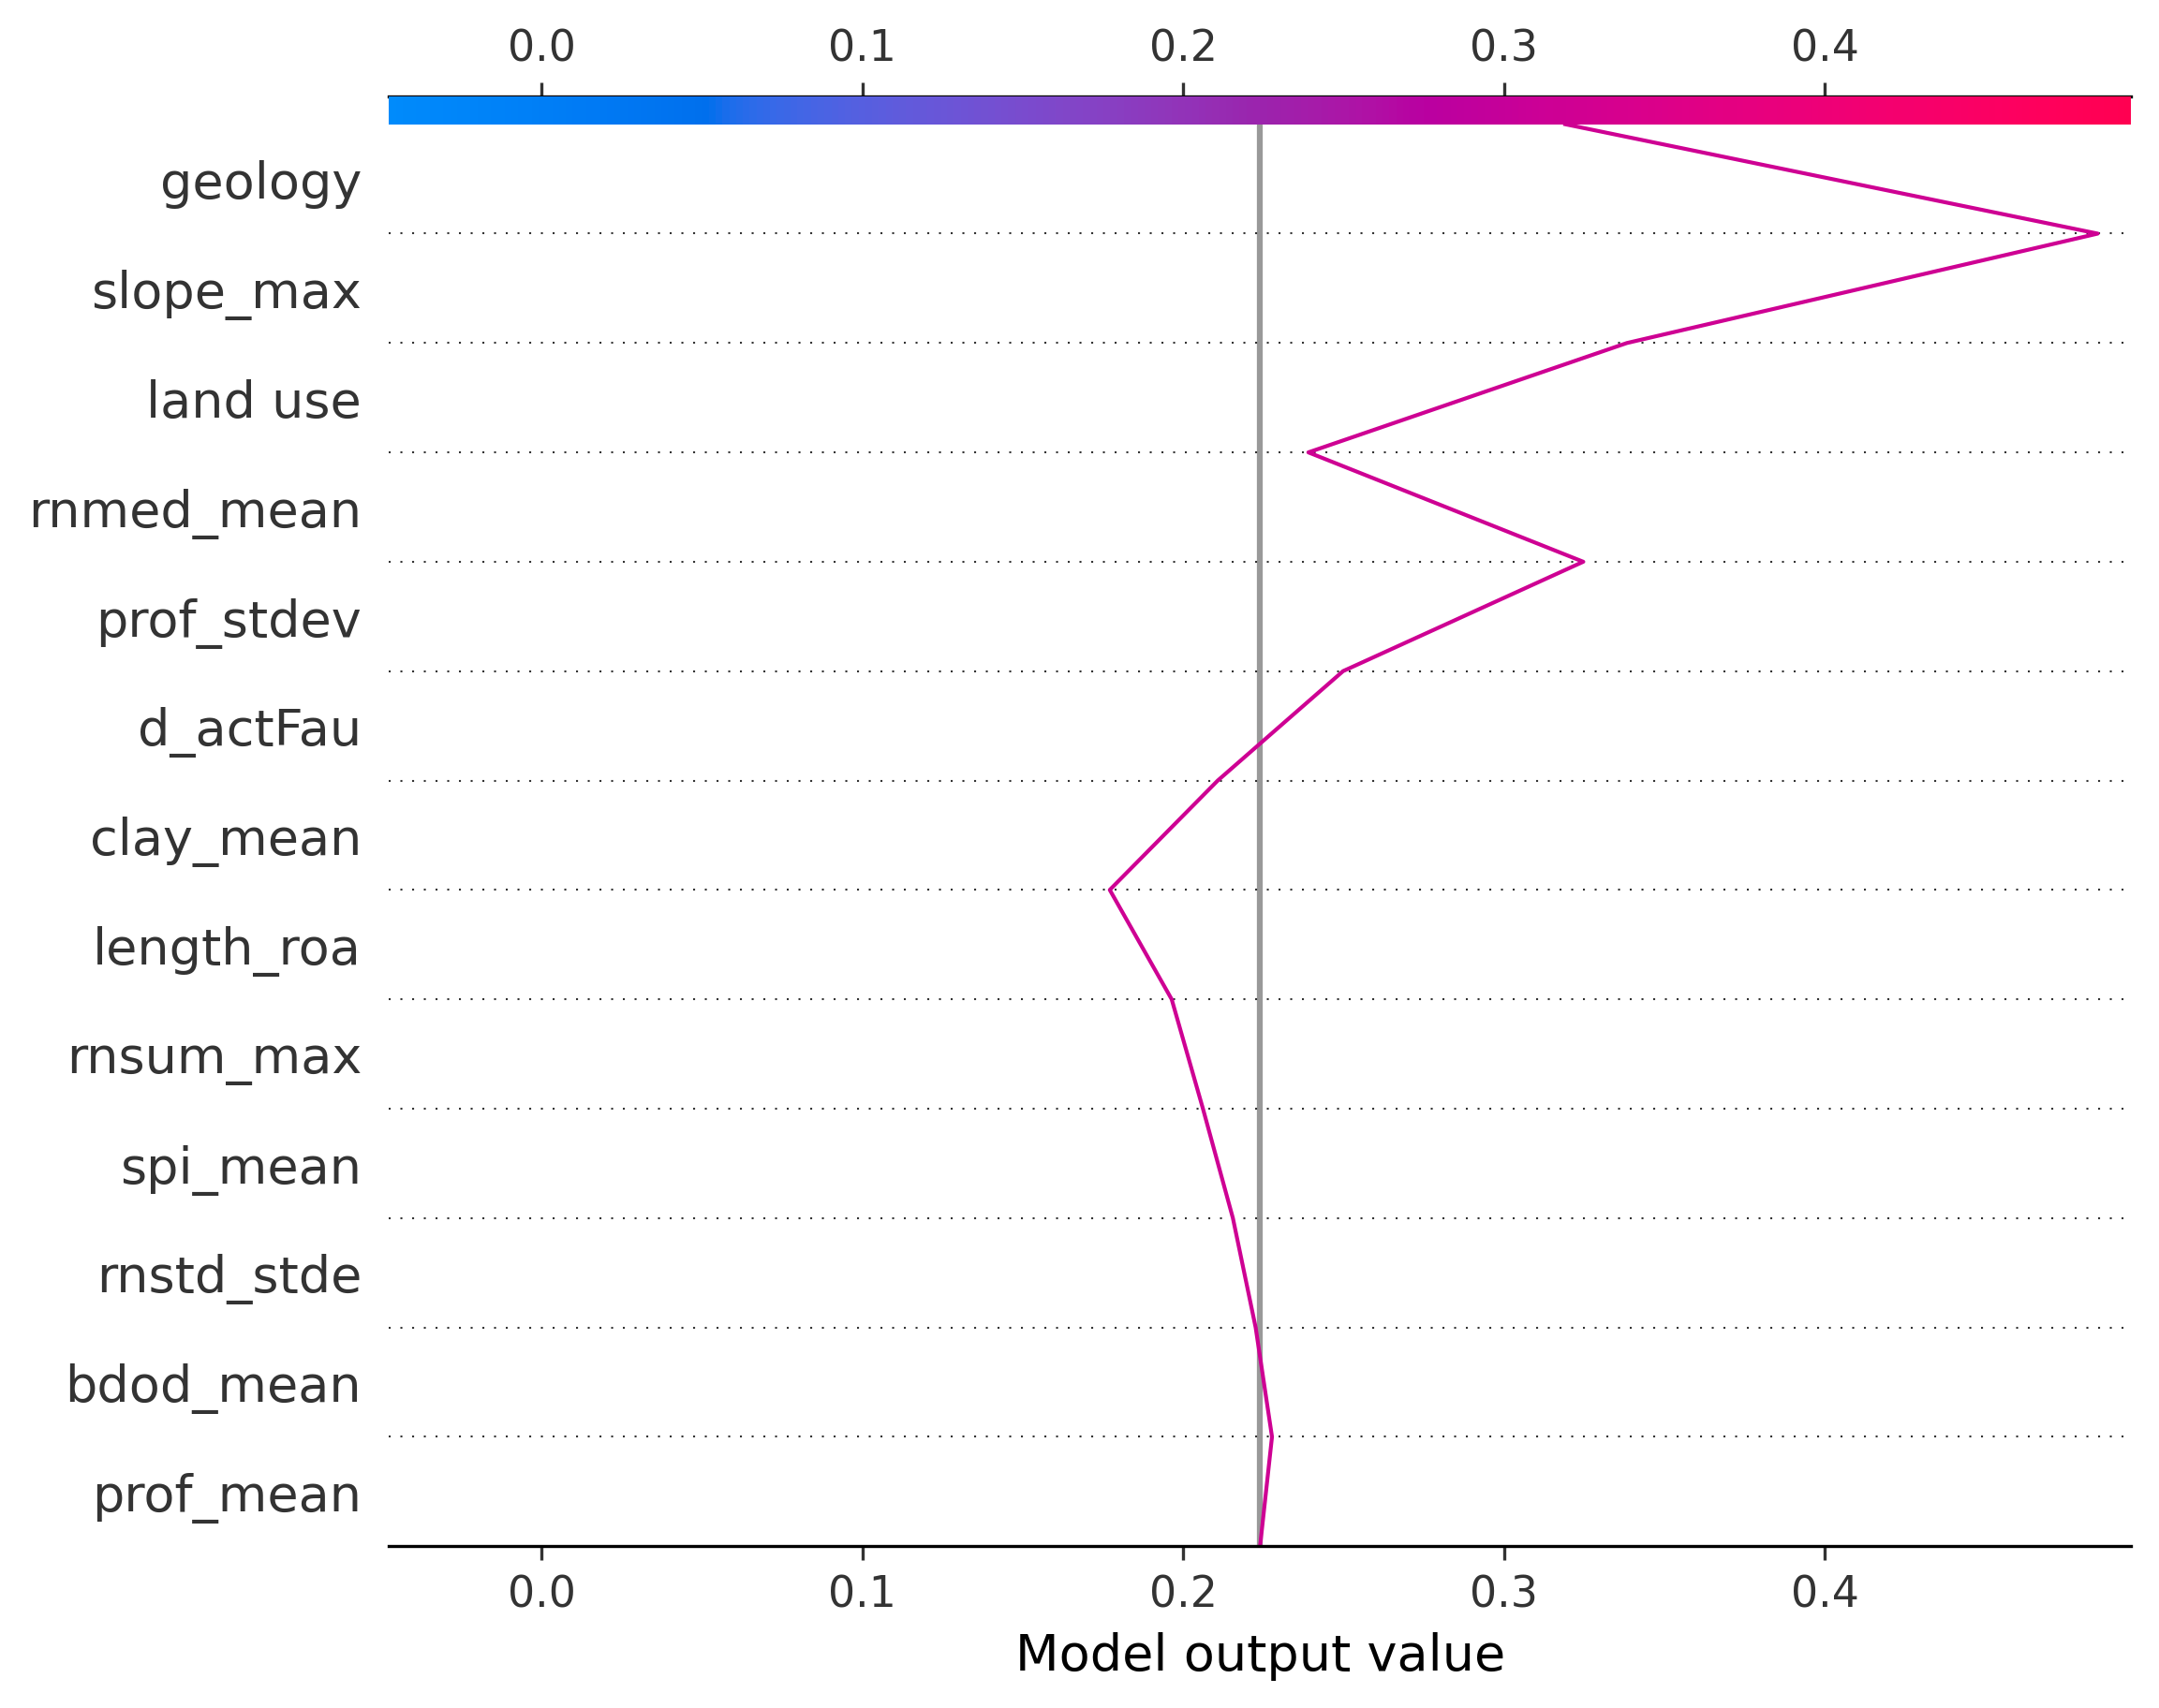 0.0 0.1 0.2 0.3 0.4
geology
slope_max
land use
rnmed_mean
prof_stdev
d_actFau
clay_mean
length_roa
rnsum_max
spi_mean
rnstd_stde
bdod_mean
prof_mean
0.0 0.1 0.2 0.3 0.4
Model output value